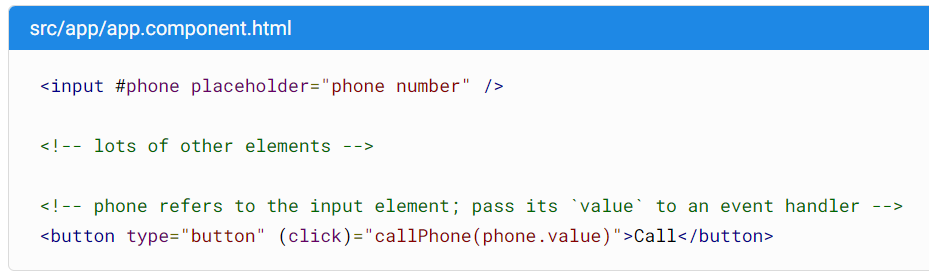 src/app/app.component.html
<input #phone placeholder="phone number" />
<!-- lots of other elements -->
<!-- phone refers to the input element; pass its `value` to an event handler -->
<button type="button" (click)="callPhone(phone.value)">Call</button>